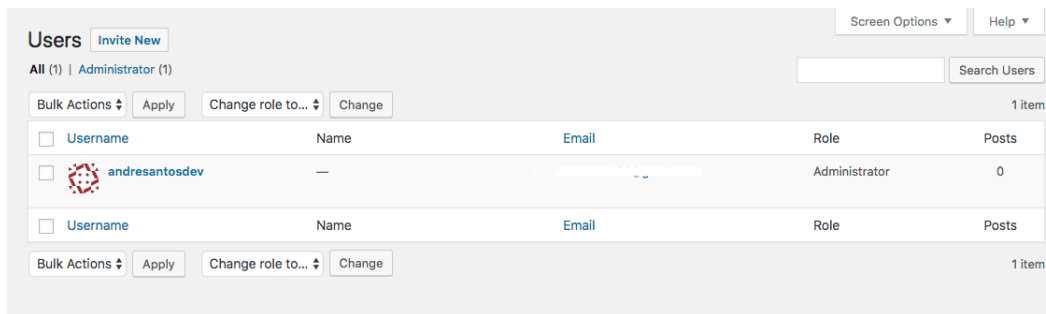 Screen Options ▼ Help ▼
Users Invite New
All (1) | Administrator (1)
Search Users
Bulk Actions Apply Change role to... Change 1 item
Username Name Email Role Posts
andresantosdev — Administrator 0
Username Name Email Role Posts
Bulk Actions Apply Change role to... Change 1 item